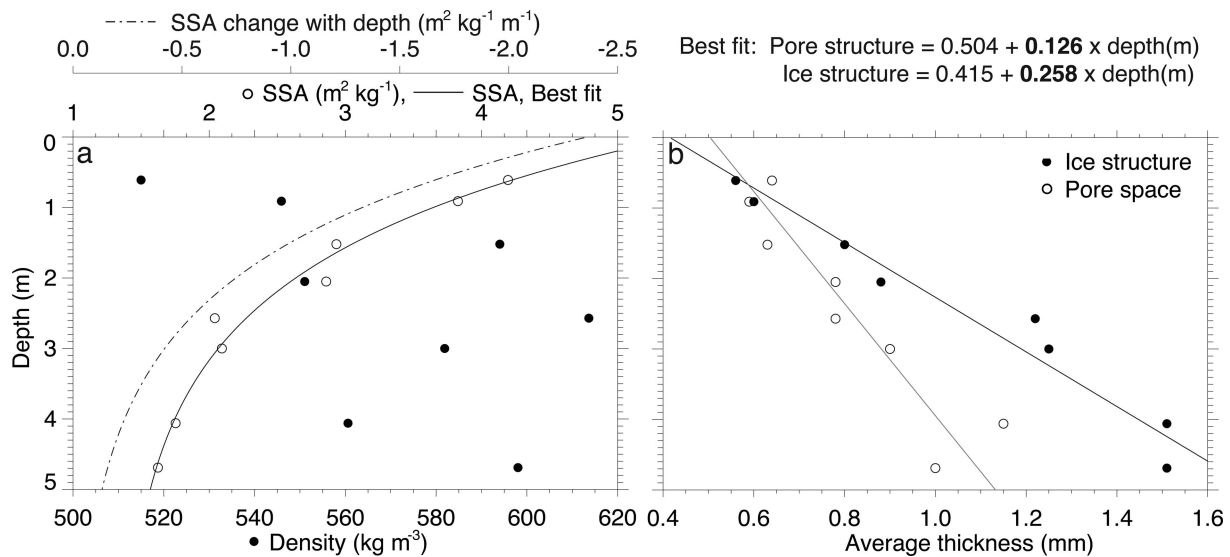 SSA change with depth (m² kg⁻¹ m⁻¹)
0.0 -0.5 -1.0 -1.5 -2.0 -2.5
SSA (m² kg⁻¹), SSA, Best fit
1 2 3 4 5
Best fit: Pore structure = 0.504 + 0.126 x depth(m)
Ice structure = 0.415 + 0.258 x depth(m)
a
0
1
2
3
4
5
Depth (m)
500 520 540 560 580 600 620
Density (kg m⁻³)
b
Ice structure
Pore space
0.4 0.6 0.8 1.0 1.2 1.4 1.6
Average thickness (mm)